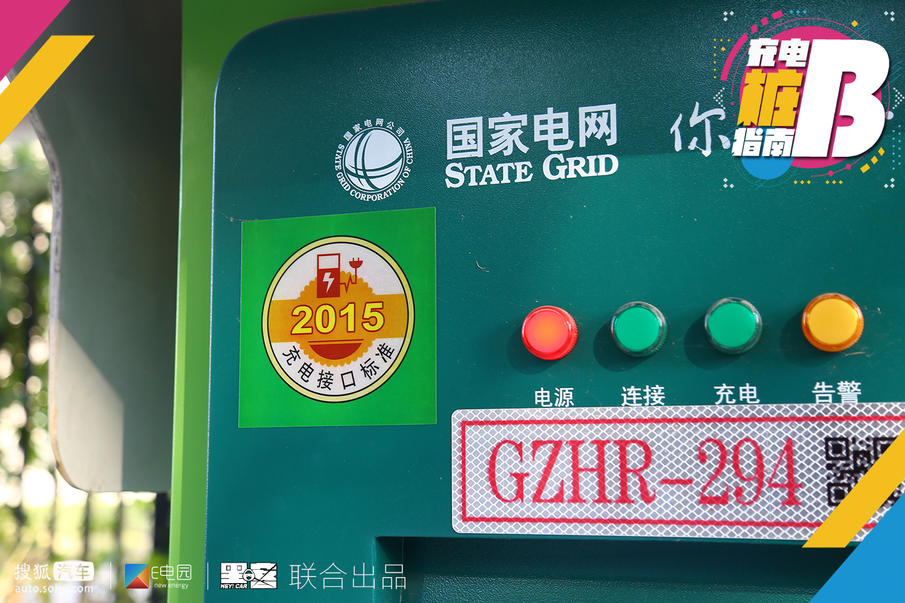 充电
桩
指南
B
国家电网公司
STATE GRID CORPORATION OF CHINA
国家电网
STATE GRID
你
2015
充电接口标准
电源
连接
充电
告警
GZHR-294
搜狐 汽车
auto.sohu.com
E电园
new energy
HEY! CAR
联合出品